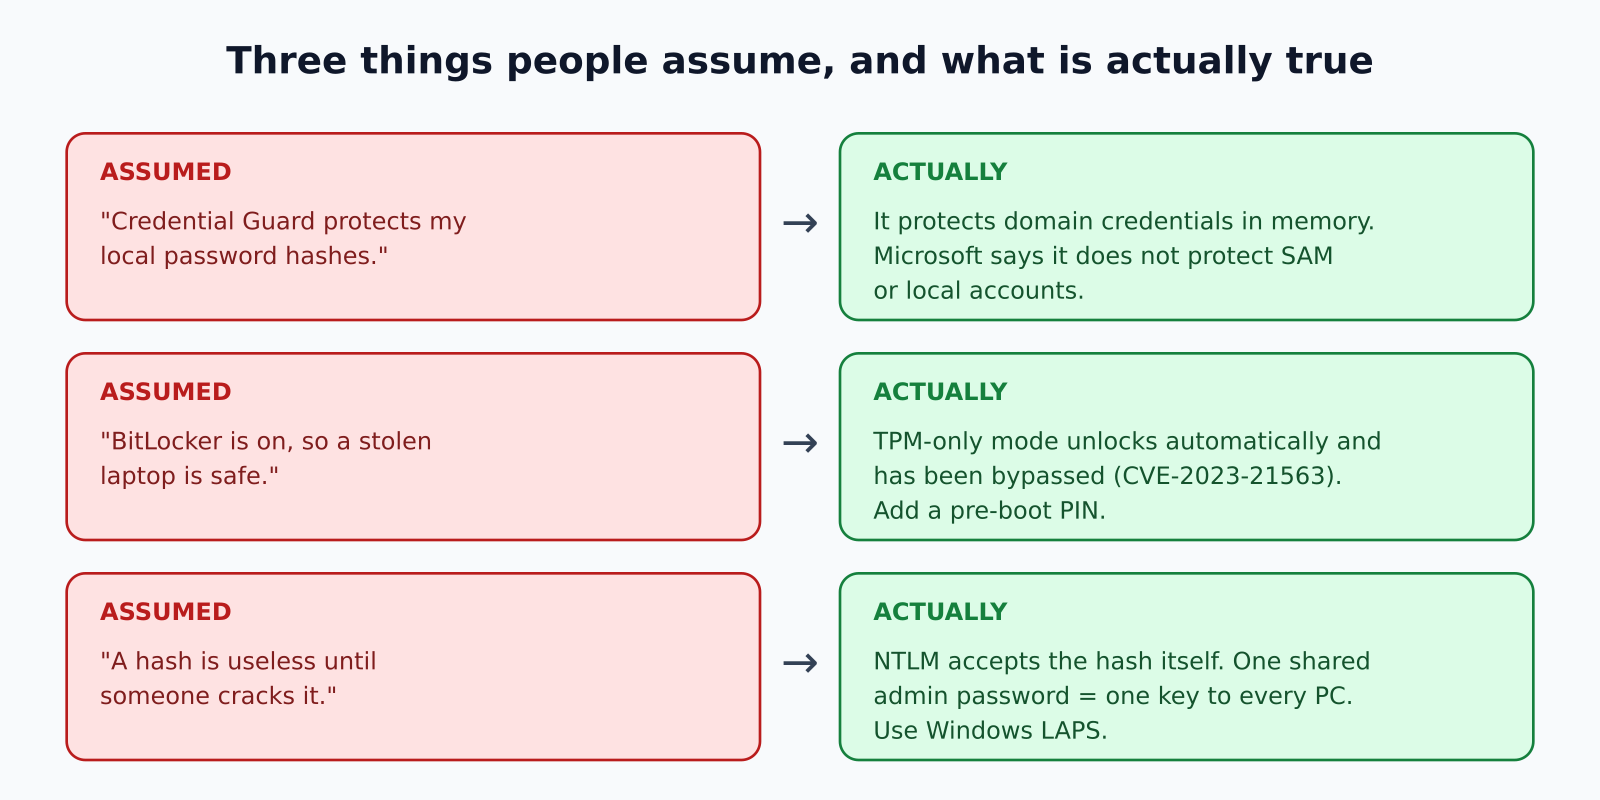 Three things people assume, and what is actually true
ASSUMED
"Credential Guard protects my
local password hashes."
→
ACTUALLY
It protects domain credentials in memory.
Microsoft says it does not protect SAM
or local accounts.
ASSUMED
"BitLocker is on, so a stolen
laptop is safe."
→
ACTUALLY
TPM-only mode unlocks automatically and
has been bypassed (CVE-2023-21563).
Add a pre-boot PIN.
ASSUMED
"A hash is useless until
someone cracks it."
→
ACTUALLY
NTLM accepts the hash itself. One shared
admin password = one key to every PC.
Use Windows LAPS.